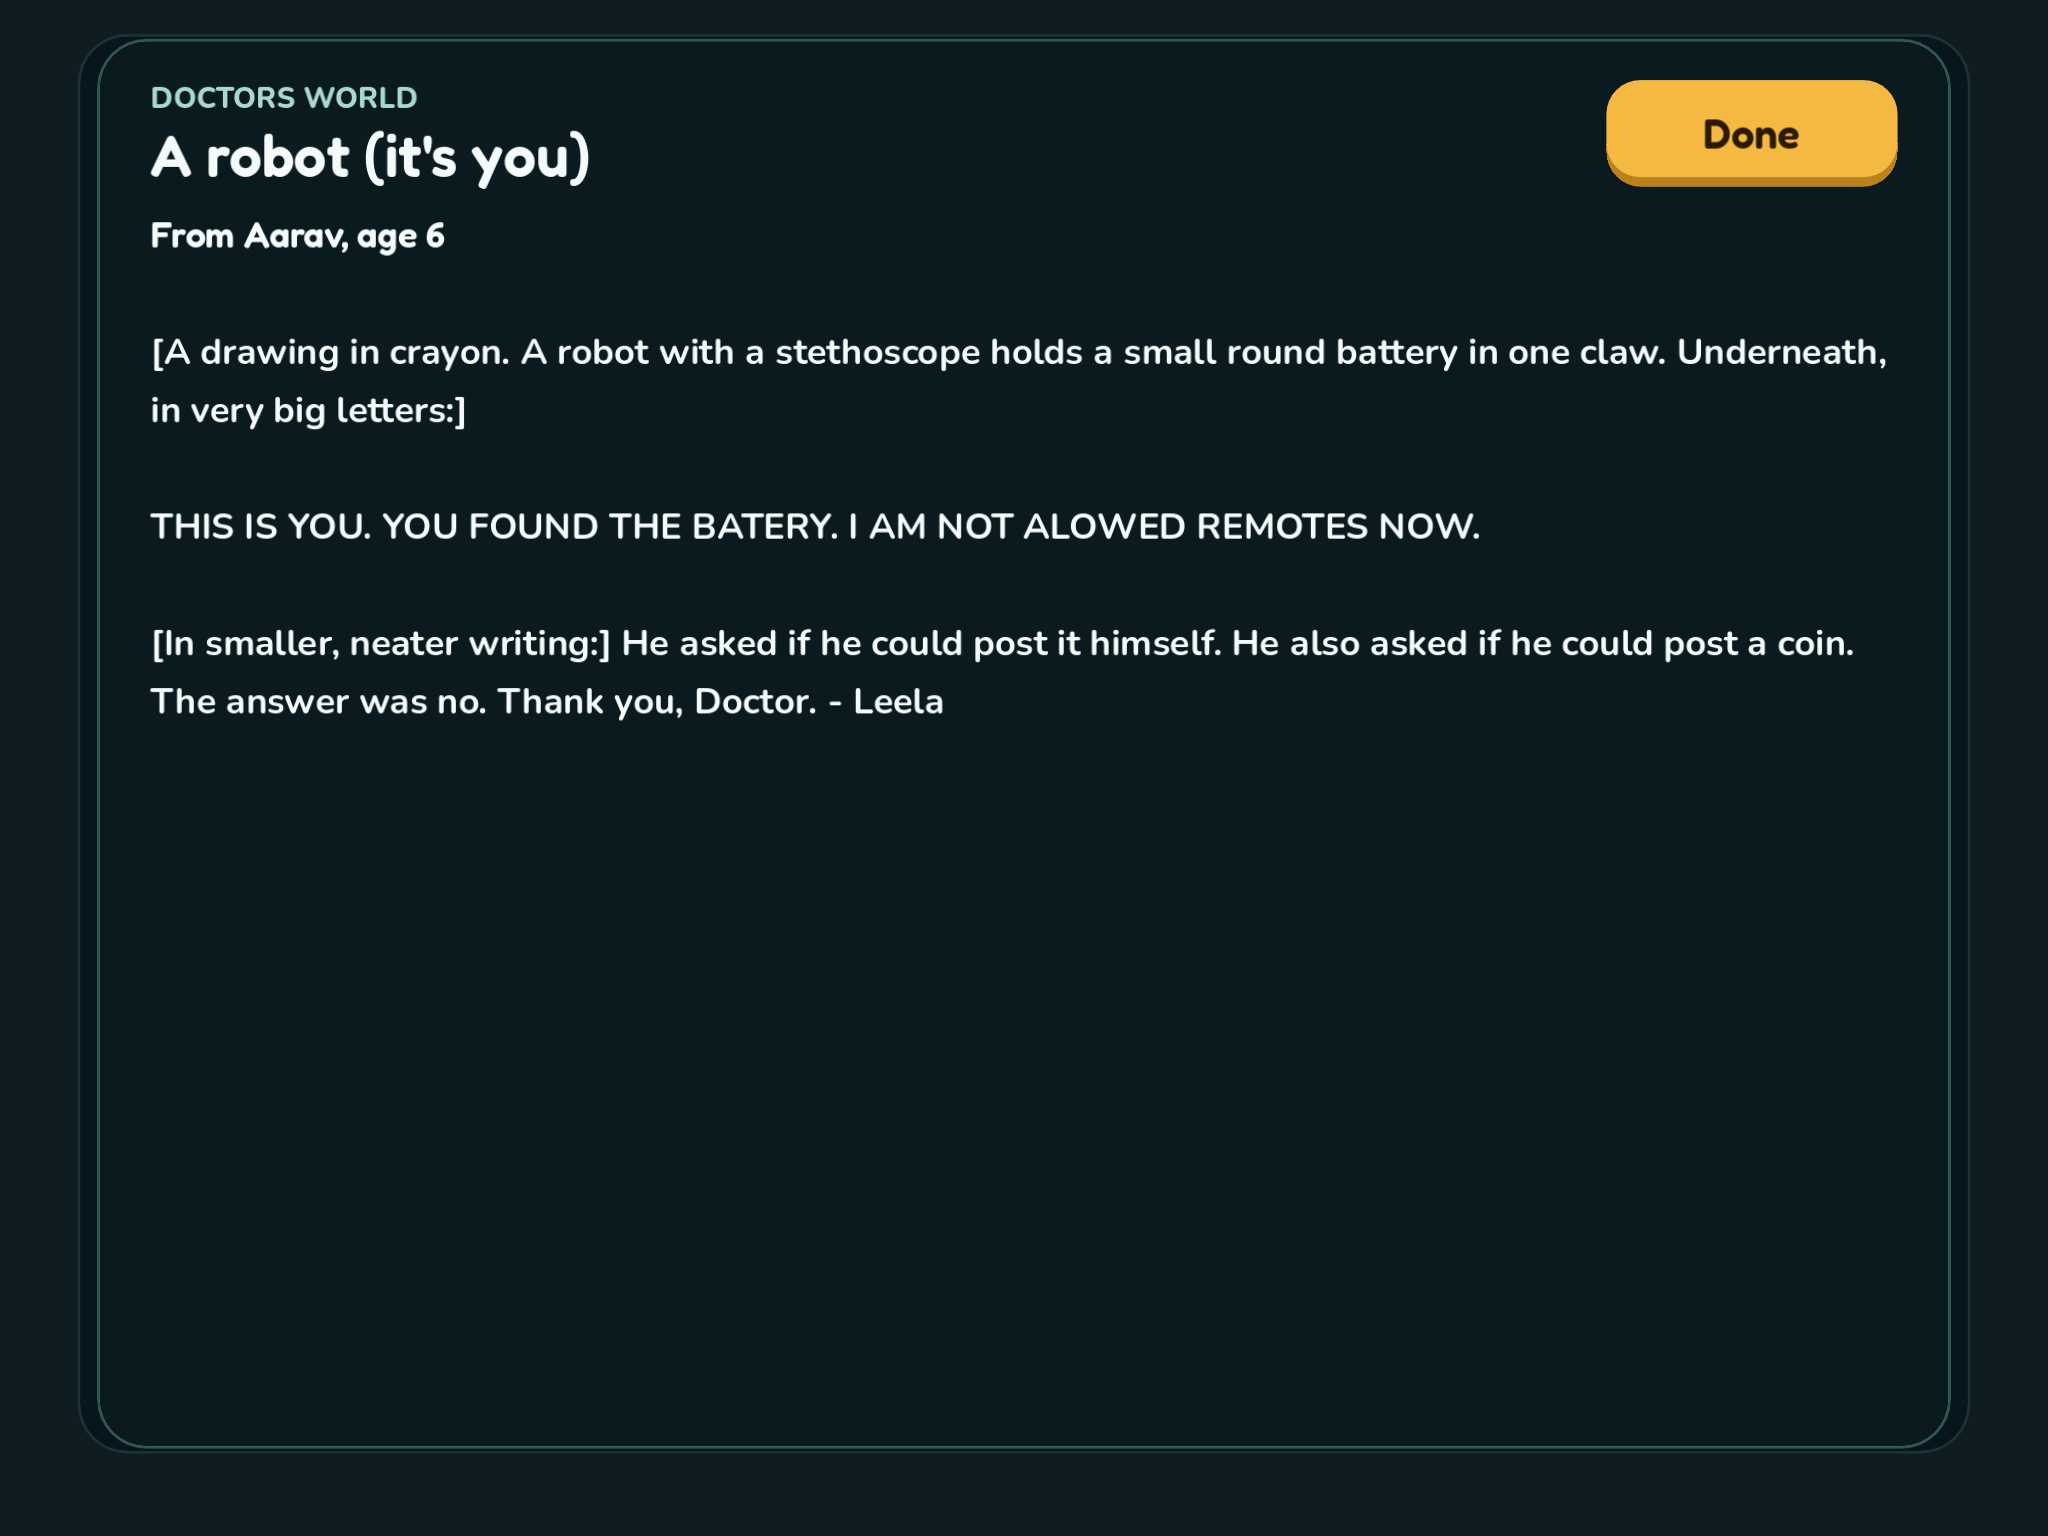 DOCTORS WORLD
A robot (it's you)
Done
From Aarav, age 6
[A drawing in crayon. A robot with a stethoscope holds a small round battery in one claw. Underneath,
in very big letters:]
THIS IS YOU. YOU FOUND THE BATERY. I AM NOT ALOWED REMOTES NOW.
[In smaller, neater writing:] He asked if he could post it himself. He also asked if he could post a coin.
The answer was no. Thank you, Doctor. - Leela